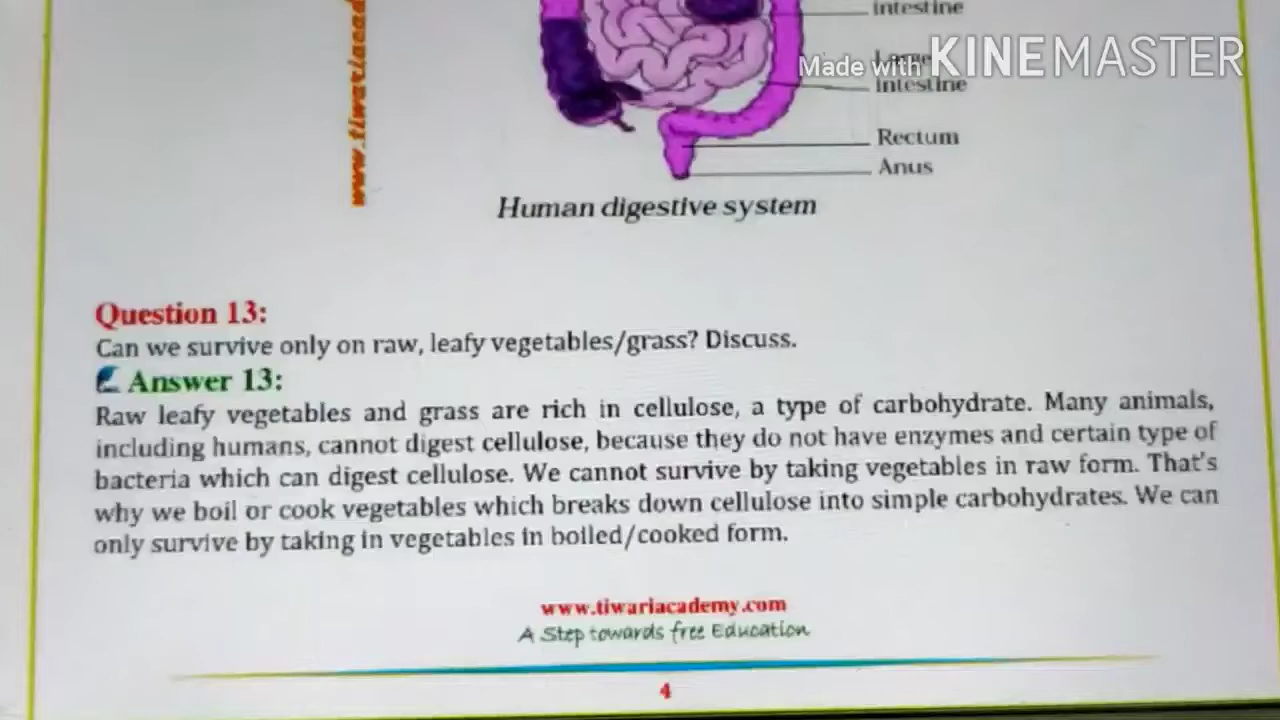 intestine
Made with KINEMASTER
Large
intestine
www.tiwariacad
Rectum
Anus
Human digestive system
Question 13:
Can we survive only on raw, leafy vegetables/grass? Discuss.
Answer 13:
Raw leafy vegetables and grass are rich in cellulose, a type of carbohydrate. Many animals,
including humans, cannot digest cellulose, because they do not have enzymes and certain type of
bacteria which can digest cellulose. We cannot survive by taking vegetables in raw form. That's
why we boil or cook vegetables which breaks down cellulose into simple carbohydrates. We can
only survive by taking in vegetables in boiled/cooked form.
www.tiwariacademy.com
A Step towards free Education
4